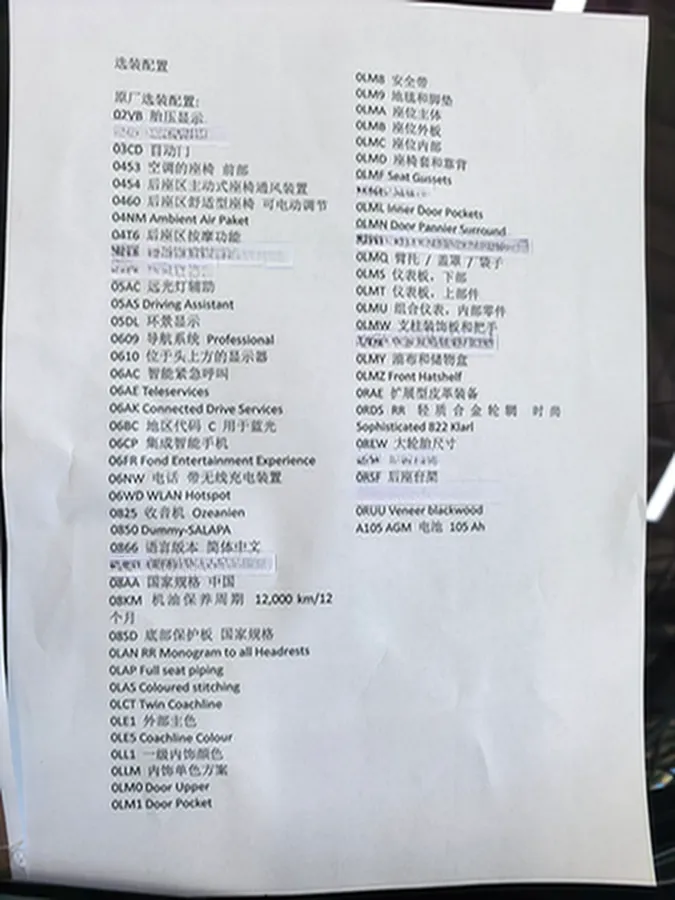 选装配置
原厂选装配置:
02VB 胎压显示
03CD 自动门
0453 空调的座椅 前部
0454 后座区主动式座椅通风装置
0460 后座区舒适型座椅 可电动调节
04NM Ambient Air Paket
04T6 后座区按摩功能
05AC 远光灯辅助
05AS Driving Assistant
05DL 环景显示
0609 导航系统 Professional
0610 位于头上方的显示器
06AC 智能紧急呼叫
06AE Teleservices
06AK Connected Drive Services
06BC 地区代码 C 用于蓝光
06CP 集成智能手机
06FR Fond Entertainment Experience
06NW 电话 带无线充电装置
06WD WLAN Hotspot
0825 收音机 Ozeanien
0850 Dummy-SALAPA
0866 语言版本 简体中文
08AA 国家规格 中国
08KM 机油保养周期 12,000 km/12
个月
08SD 底部保护板 国家规格
0LAN RR Monogram to all Headrests
0LAP Full seat piping
0LAS Coloured stitching
0LCT Twin Coachline
0LE1 外部主色
0LE5 Coachline Colour
0LL1 一级内饰颜色
0LLM 内饰单色方案
0LM0 Door Upper
0LM1 Door Pocket
0LM8 安全带
0LM9 地毯和脚垫
0LMA 座位主体
0LMB 座位外板
0LMC 座位内部
0LMD 座椅套和靠背
0LMF Seat Gussets
0LML Inner Door Pockets
0LMN Door Pannier Surround
0LMQ 臂托 / 盖罩 / 袋子
0LMS 仪表板，下部
0LMT 仪表板，上部件
0LMU 组合仪表，内部零件
0LMW 支柱装饰板和把手
0LMY 滴布和储物盒
0LMZ Front Hatshelf
0RAE 扩展型皮革装备
0RDS RR 轻质合金轮辋 时尚
Sophisticated 822 Klarl
0REW 大轮胎尺寸
0RSF 后座台架
0RUU Veneer blackwood
A105 AGM 电池 105 Ah